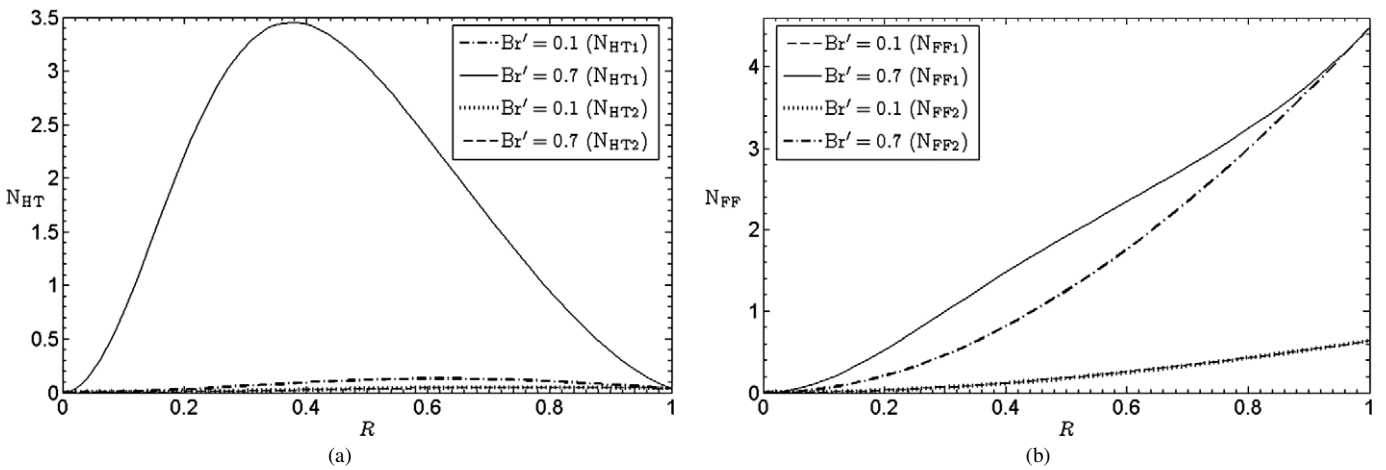 3.5
3
2.5
2
1.5
1
0.5
0
N_HT
0 0.2 0.4 0.6 0.8 1
R
Br′ = 0.1 (N_HT1)
Br′ = 0.7 (N_HT1)
Br′ = 0.1 (N_HT2)
Br′ = 0.7 (N_HT2)
(a)
4
3
2
1
0
N_FF
0 0.2 0.4 0.6 0.8 1
R
Br′ = 0.1 (N_FF1)
Br′ = 0.7 (N_FF1)
Br′ = 0.1 (N_FF2)
Br′ = 0.7 (N_FF2)
(b)